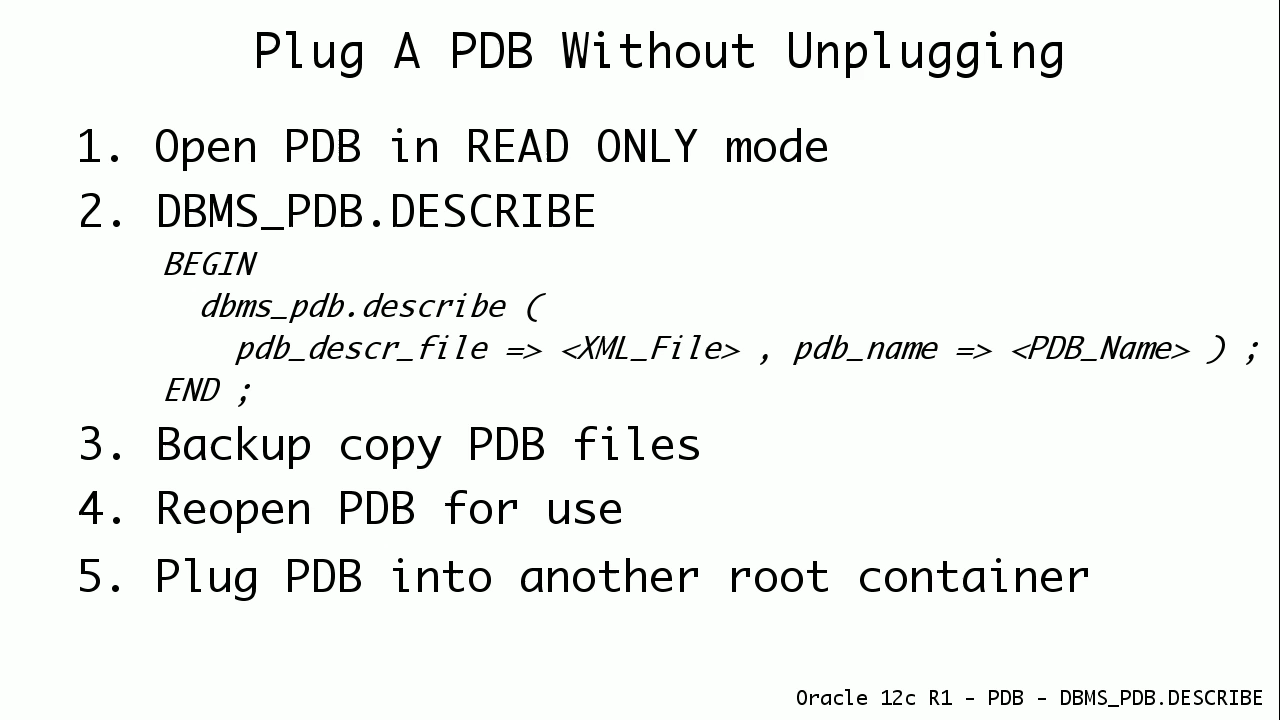 Plug A PDB Without Unplugging
1. Open PDB in READ ONLY mode
2. DBMS_PDB.DESCRIBE
BEGIN
dbms_pdb.describe (
pdb_descr_file => <XML_File> , pdb_name => <PDB_Name> ) ;
END ;
3. Backup copy PDB files
4. Reopen PDB for use
5. Plug PDB into another root container
Oracle 12c R1 - PDB - DBMS_PDB.DESCRIBE